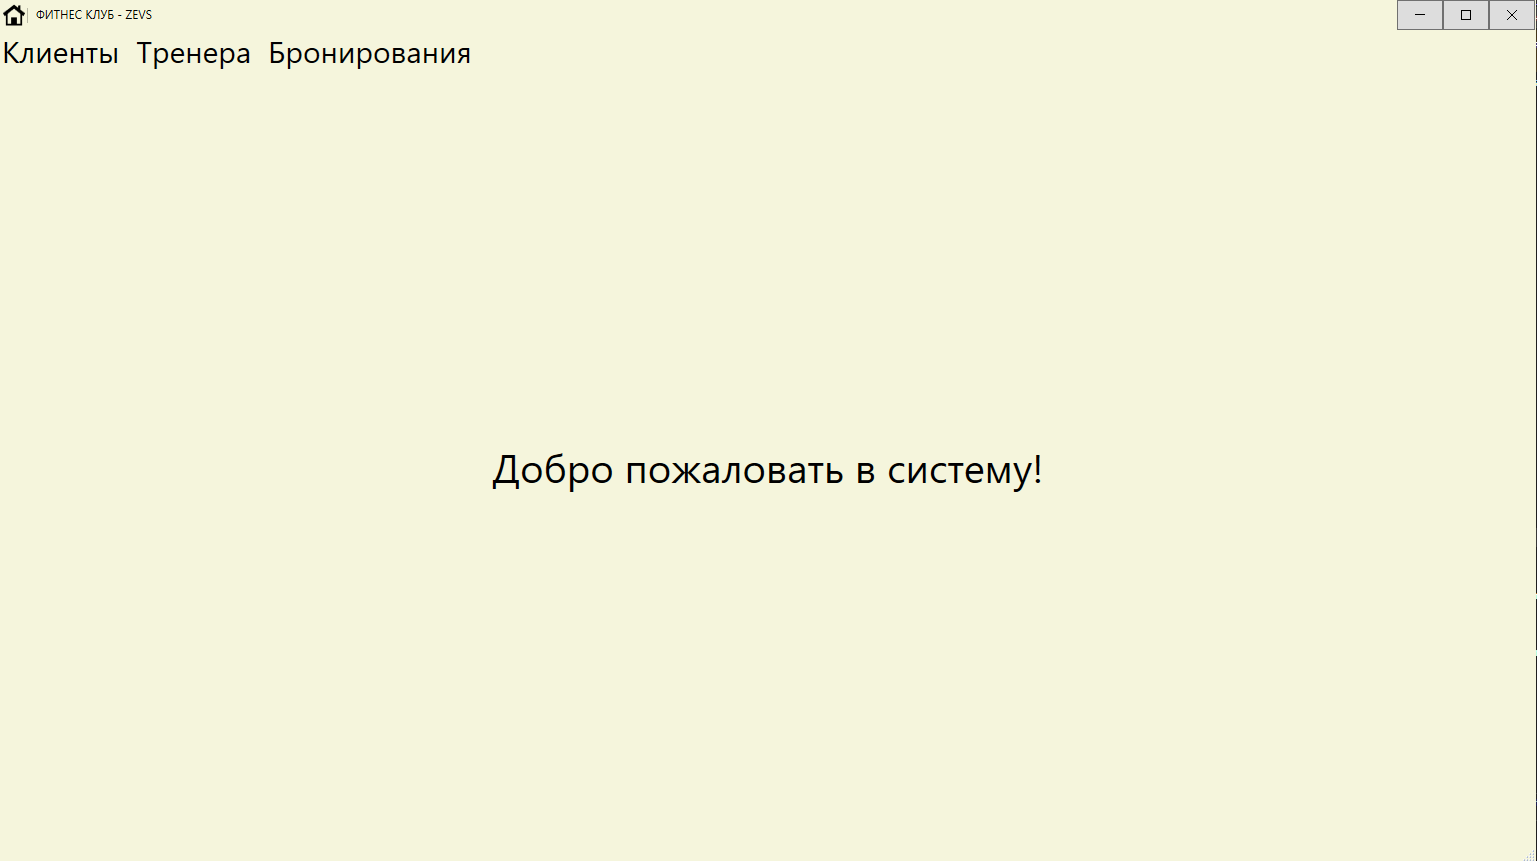 ФИТНЕС КЛУБ - ZEVS
Клиенты Тренера Бронирования
Добро пожаловать в систему!